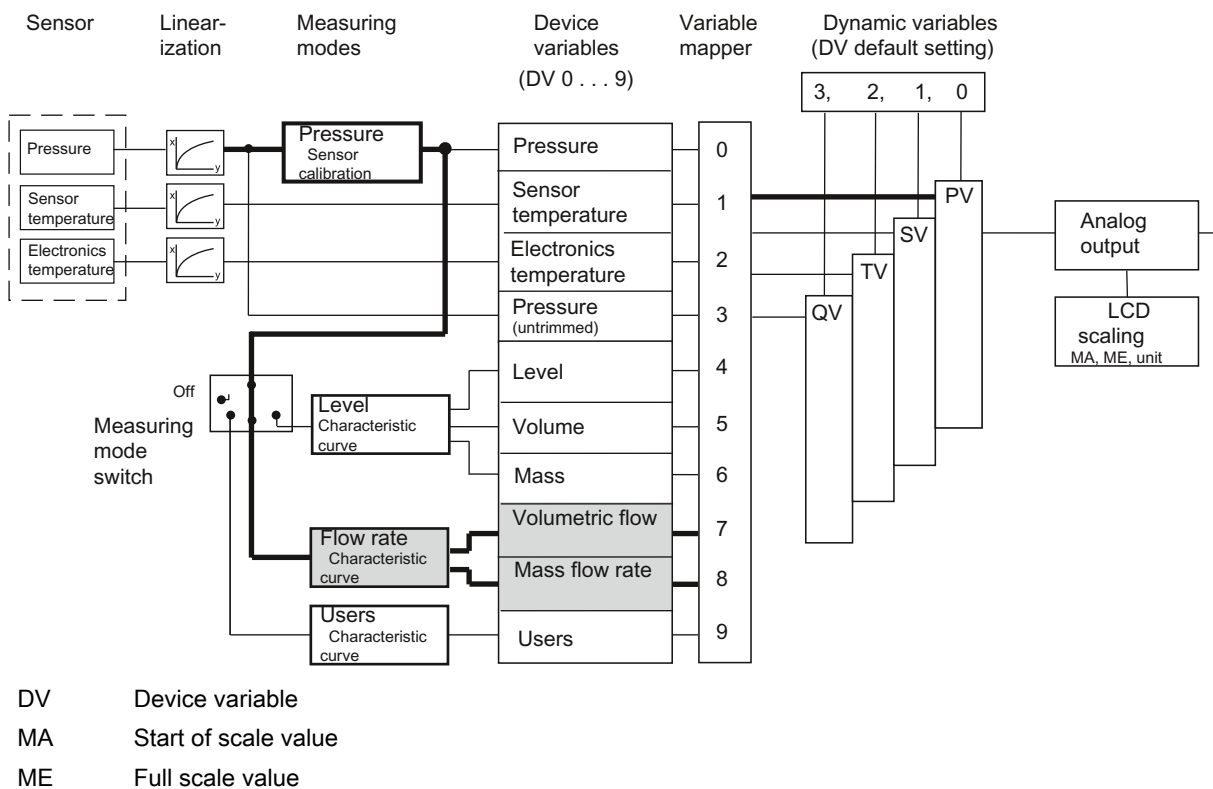 Sensor
Linear-
ization
Measuring
modes
Device
variables
(DV 0 . . . 9)
Variable
mapper
Dynamic variables
(DV default setting)
3, 2, 1, 0
Pressure
x
y
Pressure
Sensor
calibration
Pressure
0
Sensor
temperature
x
y
Sensor
temperature
1
PV
Electronics
temperature
x
y
Electronics
temperature
2
SV
TV
QV
Analog
output
Pressure
(untrimmed)
3
LCD
scaling
MA, ME, unit
Off
Measuring
mode
switch
Level
Characteristic
curve
Level
4
Volume
5
Mass
6
Flow rate
Characteristic
curve
Volumetric flow
7
Mass flow rate
8
Users
Characteristic
curve
Users
9
DV Device variable
MA Start of scale value
ME Full scale value